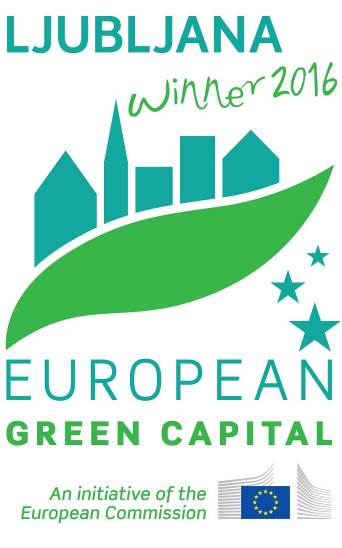 LJUBLJANA
winner 2016
EUROPEAN
GREEN CAPITAL
An initiative of the
European Commission